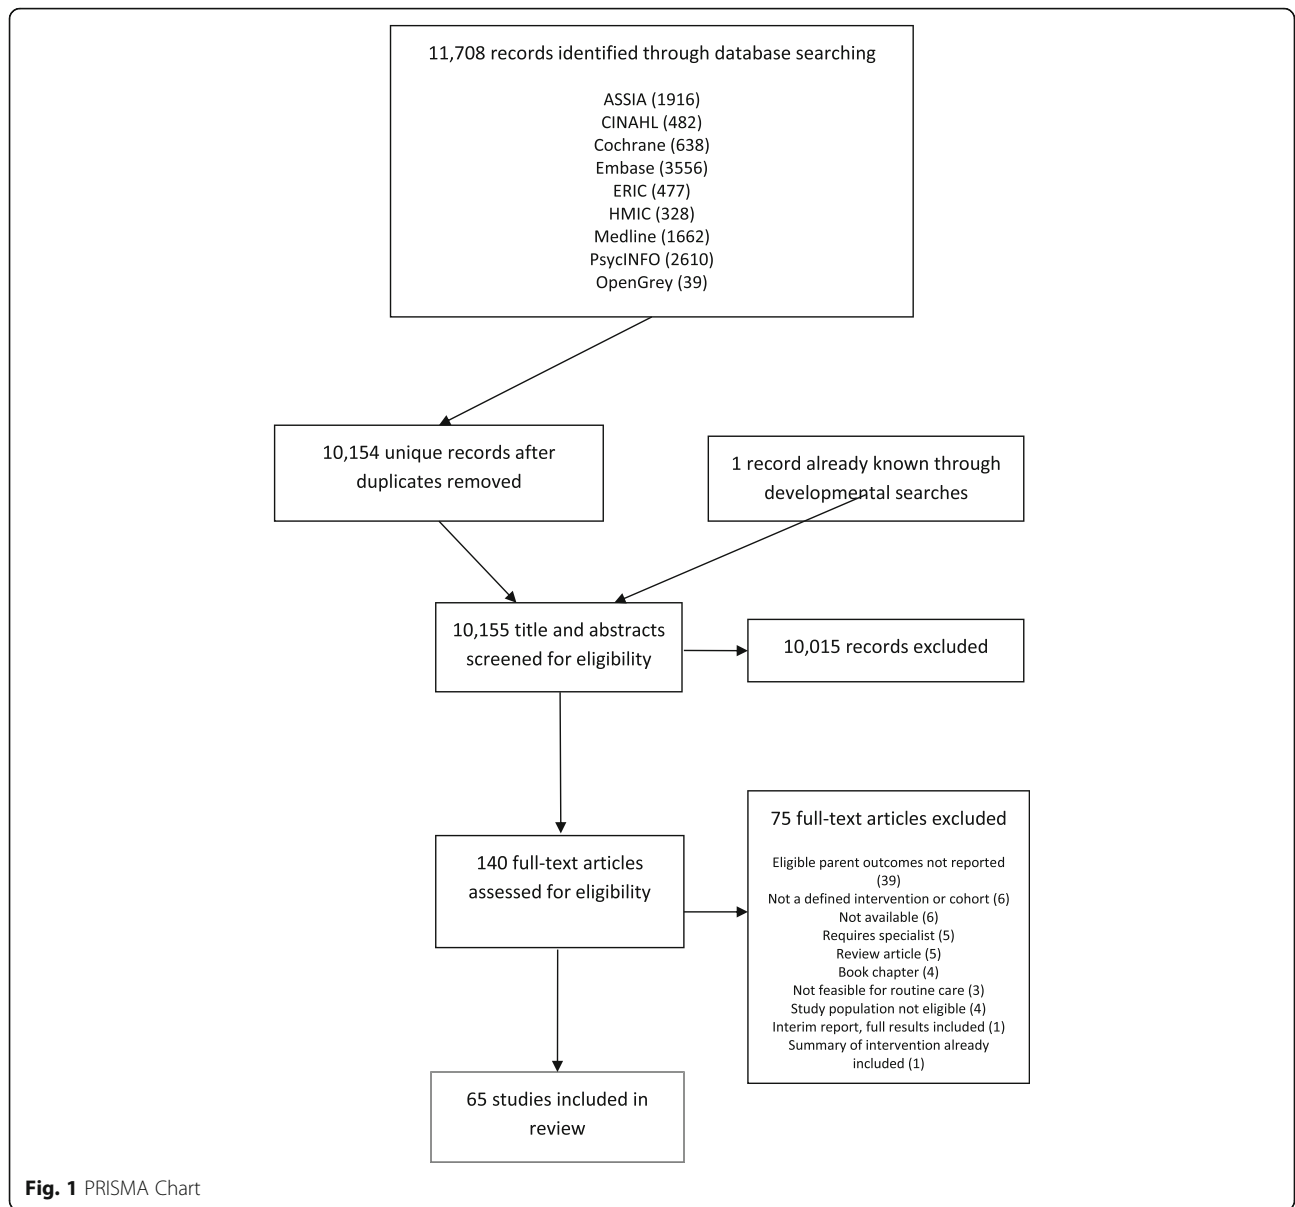 11,708 records identified through database searching
ASSIA (1916)
CINAHL (482)
Cochrane (638)
Embase (3556)
ERIC (477)
HMIC (328)
Medline (1662)
PsycINFO (2610)
OpenGrey (39)
10,154 unique records after
duplicates removed
1 record already known through
developmental searches
10,155 title and abstracts
screened for eligibility
10,015 records excluded
140 full-text articles
assessed for eligibility
75 full-text articles excluded
Eligible parent outcomes not reported
(39)
Not a defined intervention or cohort (6)
Not available (6)
Requires specialist (5)
Review article (5)
Book chapter (4)
Not feasible for routine care (3)
Study population not eligible (4)
Interim report, full results included (1)
Summary of intervention already
included (1)
65 studies included in
review
Fig. 1 PRISMA Chart